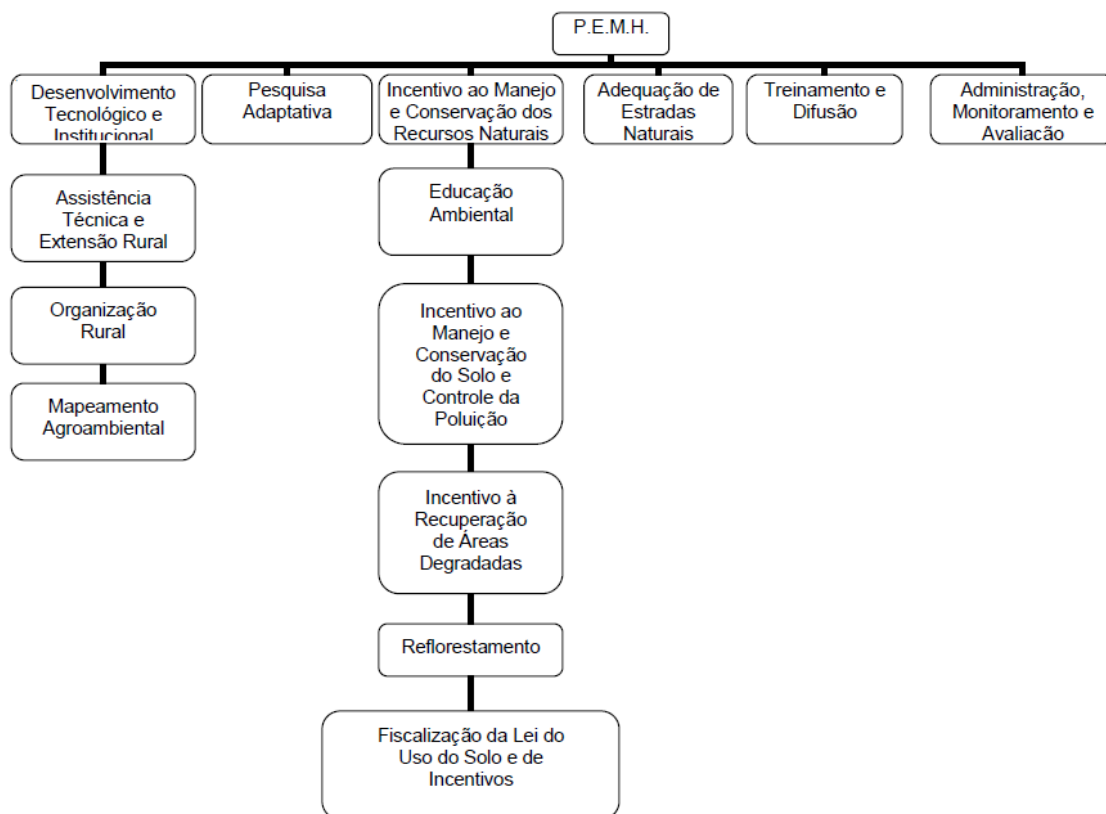 P.E.M.H.
Desenvolvimento
Tecnológico e
Institucional
Pesquisa
Adaptativa
Incentivo ao Manejo
e Conservação dos
Recursos Naturais
Adequação de
Estradas
Naturais
Treinamento e
Difusão
Administração,
Monitoramento e
Avaliação
Assistência
Técnica e
Extensão Rural
Organização
Rural
Mapeamento
Agroambiental
Educação
Ambiental
Incentivo ao
Manejo e
Conservação
do Solo e
Controle da
Poluição
Incentivo à
Recuperação
de Áreas
Degradadas
Reflorestamento
Fiscalização da Lei do
Uso do Solo e de
Incentivos